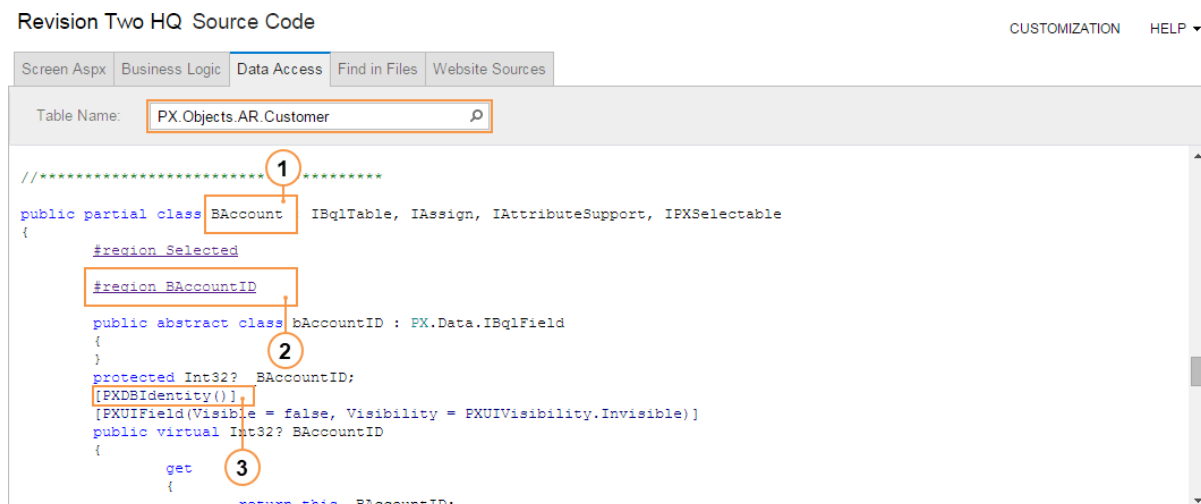 Revision Two HQ Source Code
CUSTOMIZATION HELP
Screen Aspx Business Logic Data Access Find in Files Website Sources
Table Name: PX.Objects.AR.Customer
1
//**************************************
public partial class BAccount : IBqlTable, IAssign, IAttributeSupport, IPXSelectable
{
#region Selected
#region BAccountID
public abstract class bAccountID : PX.Data.IBqlField
{
2
}
protected Int32? _BAccountID;
[PXDBIdentity()]
[PXUIField(Visible = false, Visibility = PXUIVisibility.Invisible)]
public virtual Int32? BAccountID
{
get 3
{
return this._BAccountID;